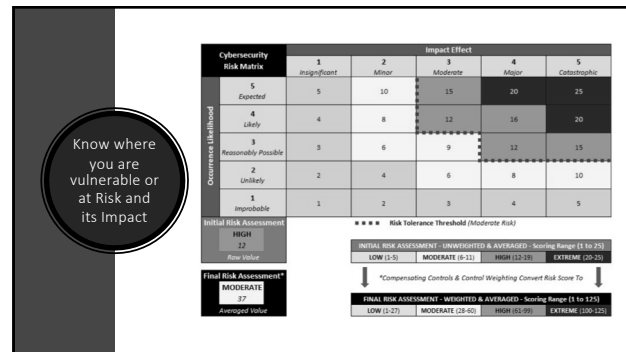 Know where
you are
vulnerable or
at Risk and
its Impact
Cybersecurity
Risk Matrix
Impact Effect
1 2 3 4 5
Insignificant Minor Moderate Major Catastrophic
Occurrence Likelihood
5
Expected
5 10 15 20 25
4
Likely
4 8 12 16 20
3
Reasonably Possible
3 6 9 12 15
2
Unlikely
2 4 6 8 10
1
Improbable
1 2 3 4 5
Initial Risk Assessment
HIGH
12
Raw Value
Risk Tolerance Threshold (Moderate Risk)
INITIAL RISK ASSESSMENT - UNWEIGHTED & AVERAGED - Scoring Range (1 to 25)
LOW (1-5) MODERATE (6-11) HIGH (12-19) EXTREME (20-25)
*Compensating Controls & Control Weighting Convert Risk Score To
Final Risk Assessment*
MODERATE
37
Averaged Value
FINAL RISK ASSESSMENT - WEIGHTED & AVERAGED - Scoring Range (1 to 125)
LOW (1-27) MODERATE (28-60) HIGH (61-99) EXTREME (100-125)